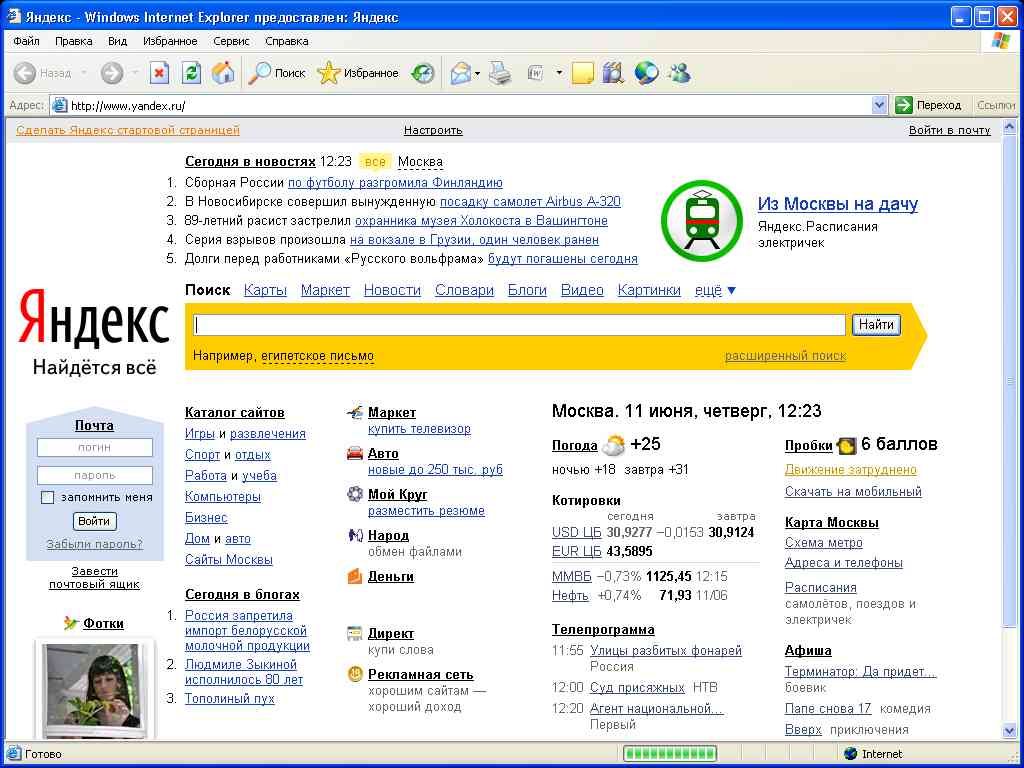 Яндекс - Windows Internet Explorer предоставлен: Яндекс
Файл Правка Вид Избранное Сервис Справка
Назад Поиск Избранное
Адрес: http://www.yandex.ru/ Переход Ссылки
Сделать Яндекс стартовой страницей Настроить Войти в почту
Сегодня в новостях 12:23 все Москва
1. Сборная России по футболу разгромила Финляндию
2. В Новосибирске совершил вынужденную посадку самолет Airbus A-320
3. 89-летний расист застрелил охранника музея Холокоста в Вашингтоне
4. Серия взрывов произошла на вокзале в Грузии, один человек ранен
5. Долги перед работниками «Русского вольфрама» будут погашены сегодня
Из Москвы на дачу
Яндекс.Расписания
электричек
Поиск Карты Маркет Новости Словари Блоги Видео Картинки ещё ▼
Яндекс
Найдётся всё
Найти
Например, египетское письмо расширенный поиск
Почта
логин
пароль
запомнить меня
Войти
Забыли пароль?
Завести
почтовый ящик
Фотки
Каталог сайтов
Игры и развлечения
Спорт и отдых
Работа и учеба
Компьютеры
Бизнес
Дом и авто
Сайты Москвы
Сегодня в блогах
1. Россия запретила
импорт белорусской
молочной продукции
2. Людмиле Зыкиной
исполнилось 80 лет
3. Тополиный пух
Маркет
купить телевизор
Авто
новые до 250 тыс. руб
Мой Круг
разместить резюме
Народ
обмен файлами
Деньги
Директ
купи слова
Рекламная сеть
хорошим сайтам —
хороший доход
Москва. 11 июня, четверг, 12:23
Погода +25
ночью +18 завтра +31
Котировки
сегодня завтра
USD ЦБ 30,9277 −0,0153 30,9124
EUR ЦБ 43,5895
ММВБ −0,73% 1125,45 12:15
Нефть +0,74% 71,93 11/06
Телепрограмма
11:55 Улицы разбитых фонарей
Россия
12:00 Суд присяжных НТВ
12:20 Агент национальной...
Первый
Пробки 6 баллов
Движение затруднено
Скачать на мобильный
Карта Москвы
Схема метро
Адреса и телефоны
Расписания
самолётов, поездов и
электричек
Афиша
Терминатор: Да придет...
боевик
Папе снова 17 комедия
Вверх приключения
Готово Internet